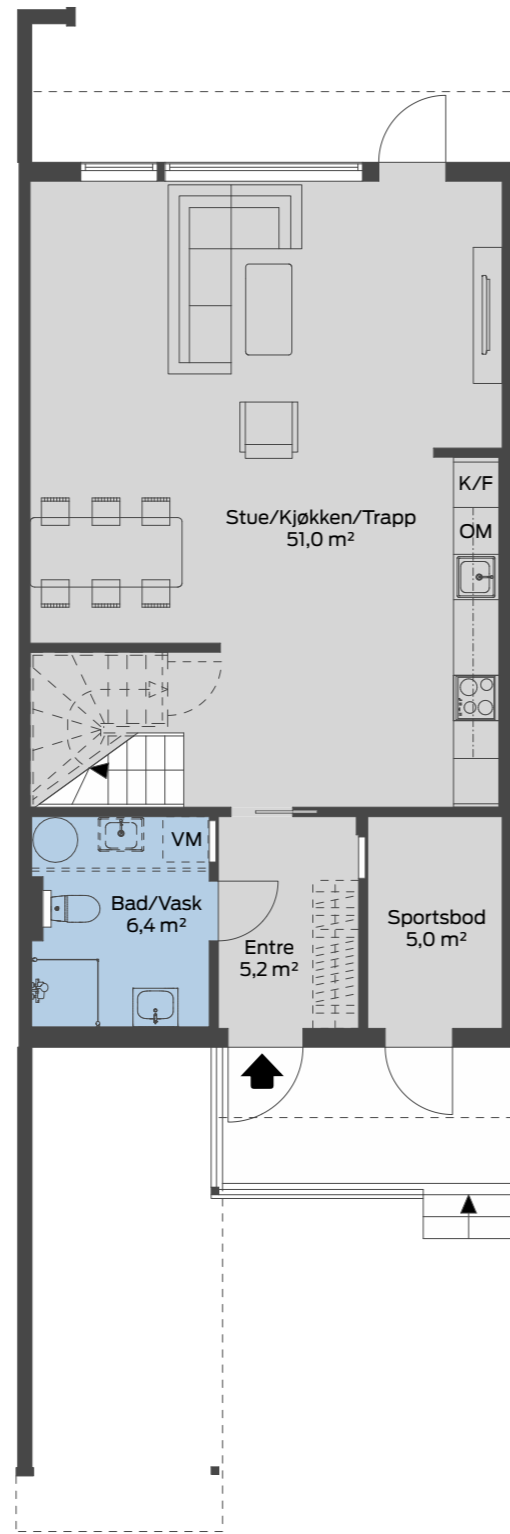 K/F
OM
Stue/Kjøkken/Trapp
51,0 m²
VM
Bad/Vask
6,4 m²
Entre
5,2 m²
Sportsbod
5,0 m²